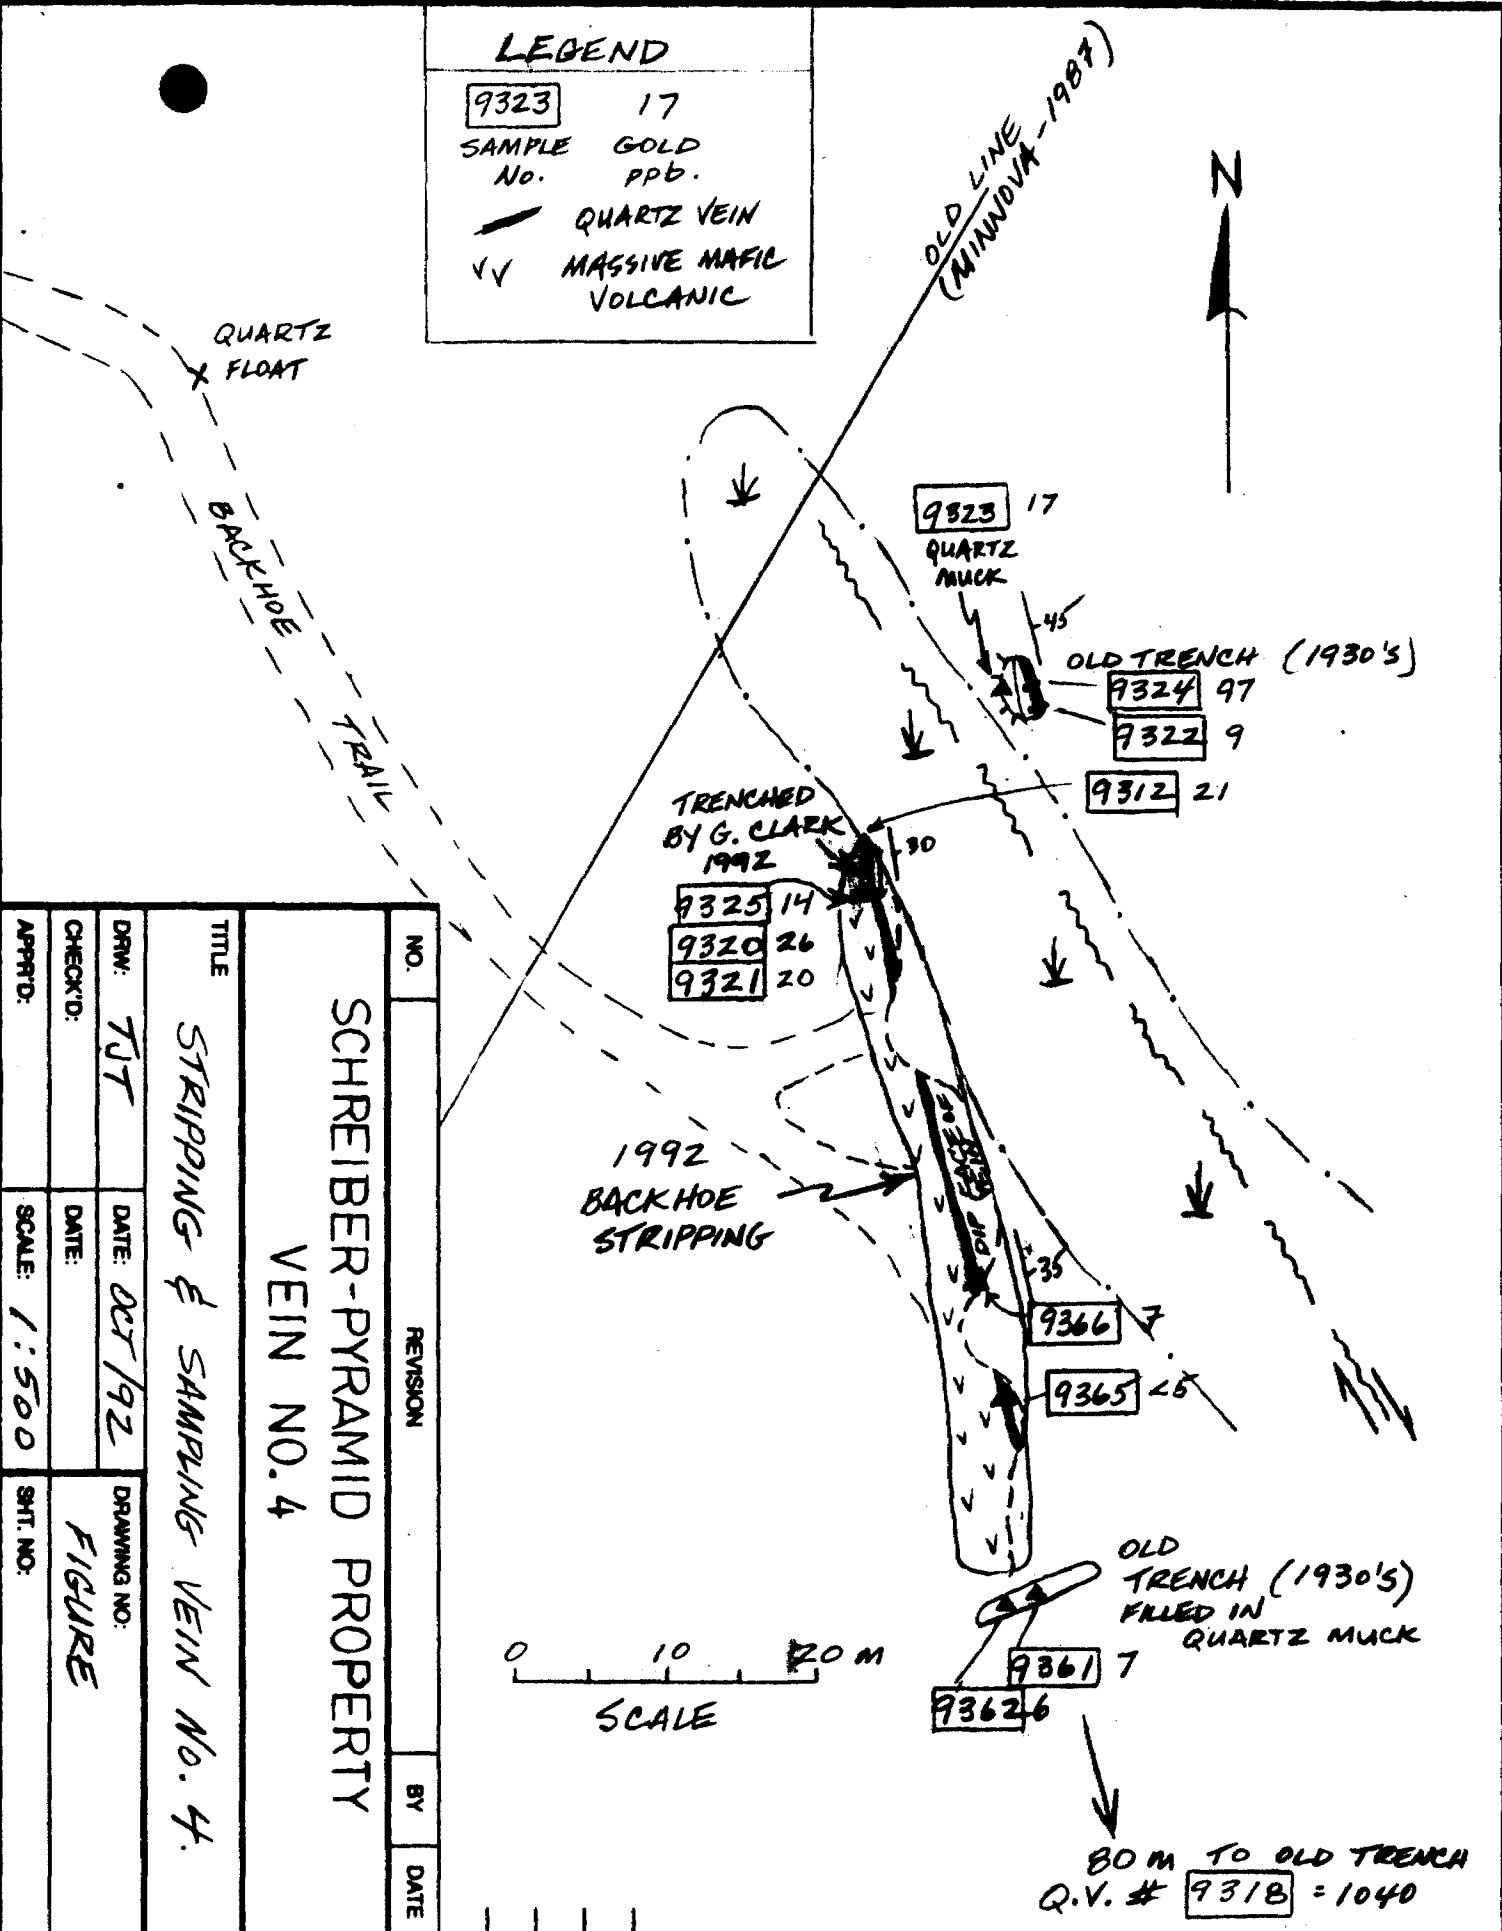 LEGEND
9323 17
SAMPLE GOLD
No. ppb.
QUARTZ VEIN
VV MASSIVE MAFIC
VOLCANIC
OLD LINE
(MINNOVA-1987)
N
QUARTZ
FLOAT
BACKHOE
TRAIL
9323 17
QUARTZ
MUCK
45
OLD TRENCH (1930'S)
9324 97
9322 9
9312 21
TRENCHED
BY G. CLARK
1992
30
9325 14
9320 26
9321 20
1992
BACKHOE
STRIPPING
DIP FACE OF
35
9366 7
9365 <5
OLD
TRENCH (1930'S)
FILLED IN
QUARTZ MUCK
9361 7
9362 6
0 10 20 m
SCALE
80 m TO OLD TRENCH
Q.V. # 9318 = 1040
NO. REVISION BY DATE
SCHREIBER-PYRAMID PROPERTY
VEIN NO. 4
TITLE
STRIPPING & SAMPLING VEIN No. 4.
DRW: TJT DATE: OCT/92 DRAWING NO:
FIGURE
CHECK'D: DATE:
APPR'D: SCALE: 1:500 SHT. NO: